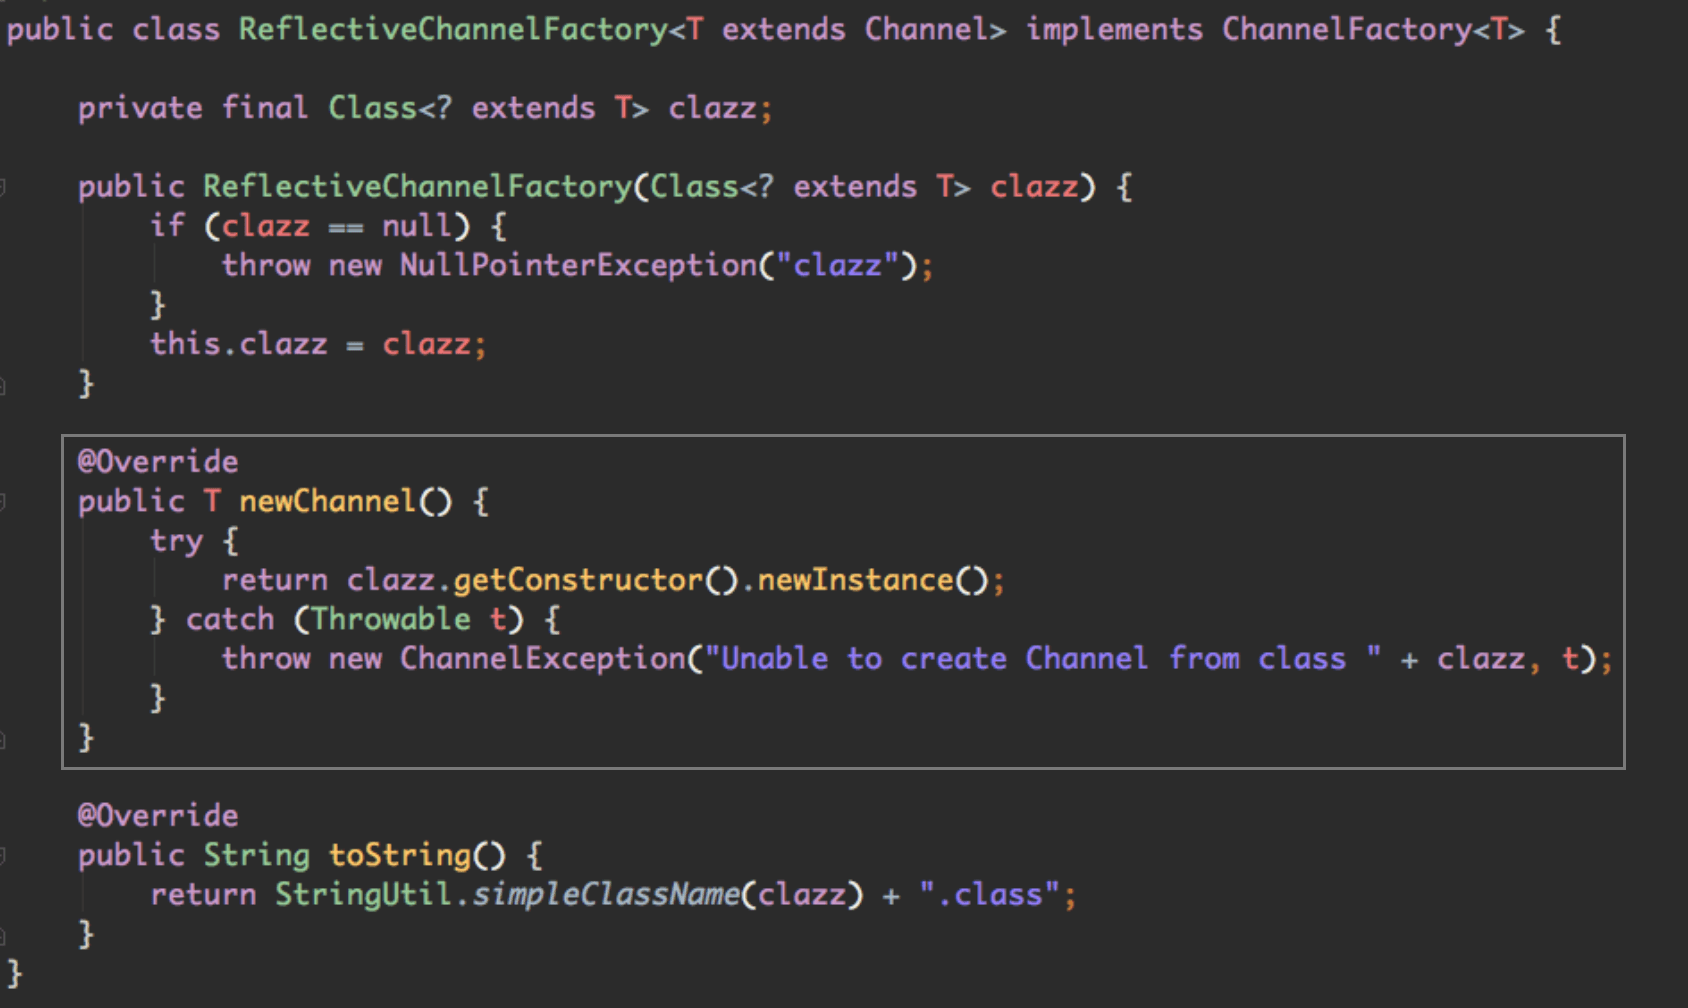 public class ReflectiveChannelFactory<T extends Channel> implements ChannelFactory<T> {
private final Class<? extends T> clazz;
public ReflectiveChannelFactory(Class<? extends T> clazz) {
if (clazz == null) {
throw new NullPointerException("clazz");
}
this.clazz = clazz;
}
@Override
public T newChannel() {
try {
return clazz.getConstructor().newInstance();
} catch (Throwable t) {
throw new ChannelException("Unable to create Channel from class " + clazz, t);
}
}
@Override
public String toString() {
return StringUtil.simpleClassName(clazz) + ".class";
}
}